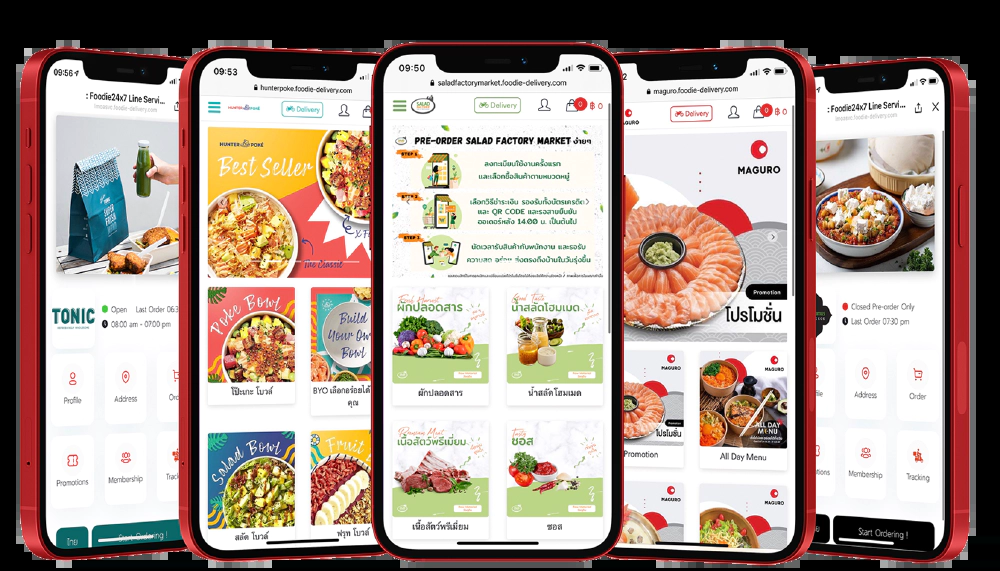 09:56
: Foodie24x7 Line Servi...
SUPER
FRESH
TONIC
Open
Last Order 06:3
08.00 am - 07:00 pm
Profile
Address
Promotions
Membership
ไทย
Start Ordering !
09:53
hunterpoke.foodie-delivery.com
HUNTER POKE
Delivery
HUNTER POKE
Best Seller
The Classic
Poke Bowl
โป๊ะเกะ โบวล์
Build
Your Own
Bowl
BYO เลือกอร่อยได้
คุณ
Salad Bowl
สลัด โบวล์
Fruit
ฟรุท โบวล์
09:50
saladfactorymarket.foodie-delivery.com
SALAD
Delivery
0
฿ 0
PRE-ORDER SALAD FACTORY MARKET ง่ายๆ
STEP 1
ลงทะเบียนใช้งานครั้งแรก
และเลือกซื้อสินค้าตามหมวดหมู่
STEP 2
เลือกวิธีชำระเงิน รองรับทั้งบัตรเครดิต
และ QR CODE และรอสายยืนยัน
ออเดอร์หลัง 14.00 น. เป็นต้นไป
STEP 3
นัดเวลารับสินค้ากับพนักงาน และรอรับ
ความสด อร่อย ส่งตรงถึงบ้านในวันรุ่งขึ้น
Fresh Harvest
ผักปลอดสาร
ผักปลอดสาร
Good Taste
น้ำสลัดโฮมเมด
น้ำสลัดโฮมเมด
Premium Meat
เนื้อสัตว์พรีเมี่ยม
เนื้อสัตว์พรีเมี่ยม
Tasty
ซอส
ซอส
2
maguro.foodie-delivery.com
MAGURO
Delivery
0
฿ 0
MAGURO
Promotion
โปรโมชั่น
MAGURO
Promotion
โปรโมชั่น
Promotion
MAGURO
ALL DAY
MENU
All Day Menu
MAGURO
MAGURO
: Foodie24x7 Line Servi...
Closed Pre-order Only
Last Order 07:30 pm
Address
Order
Membership
Tracking
Start Ordering !